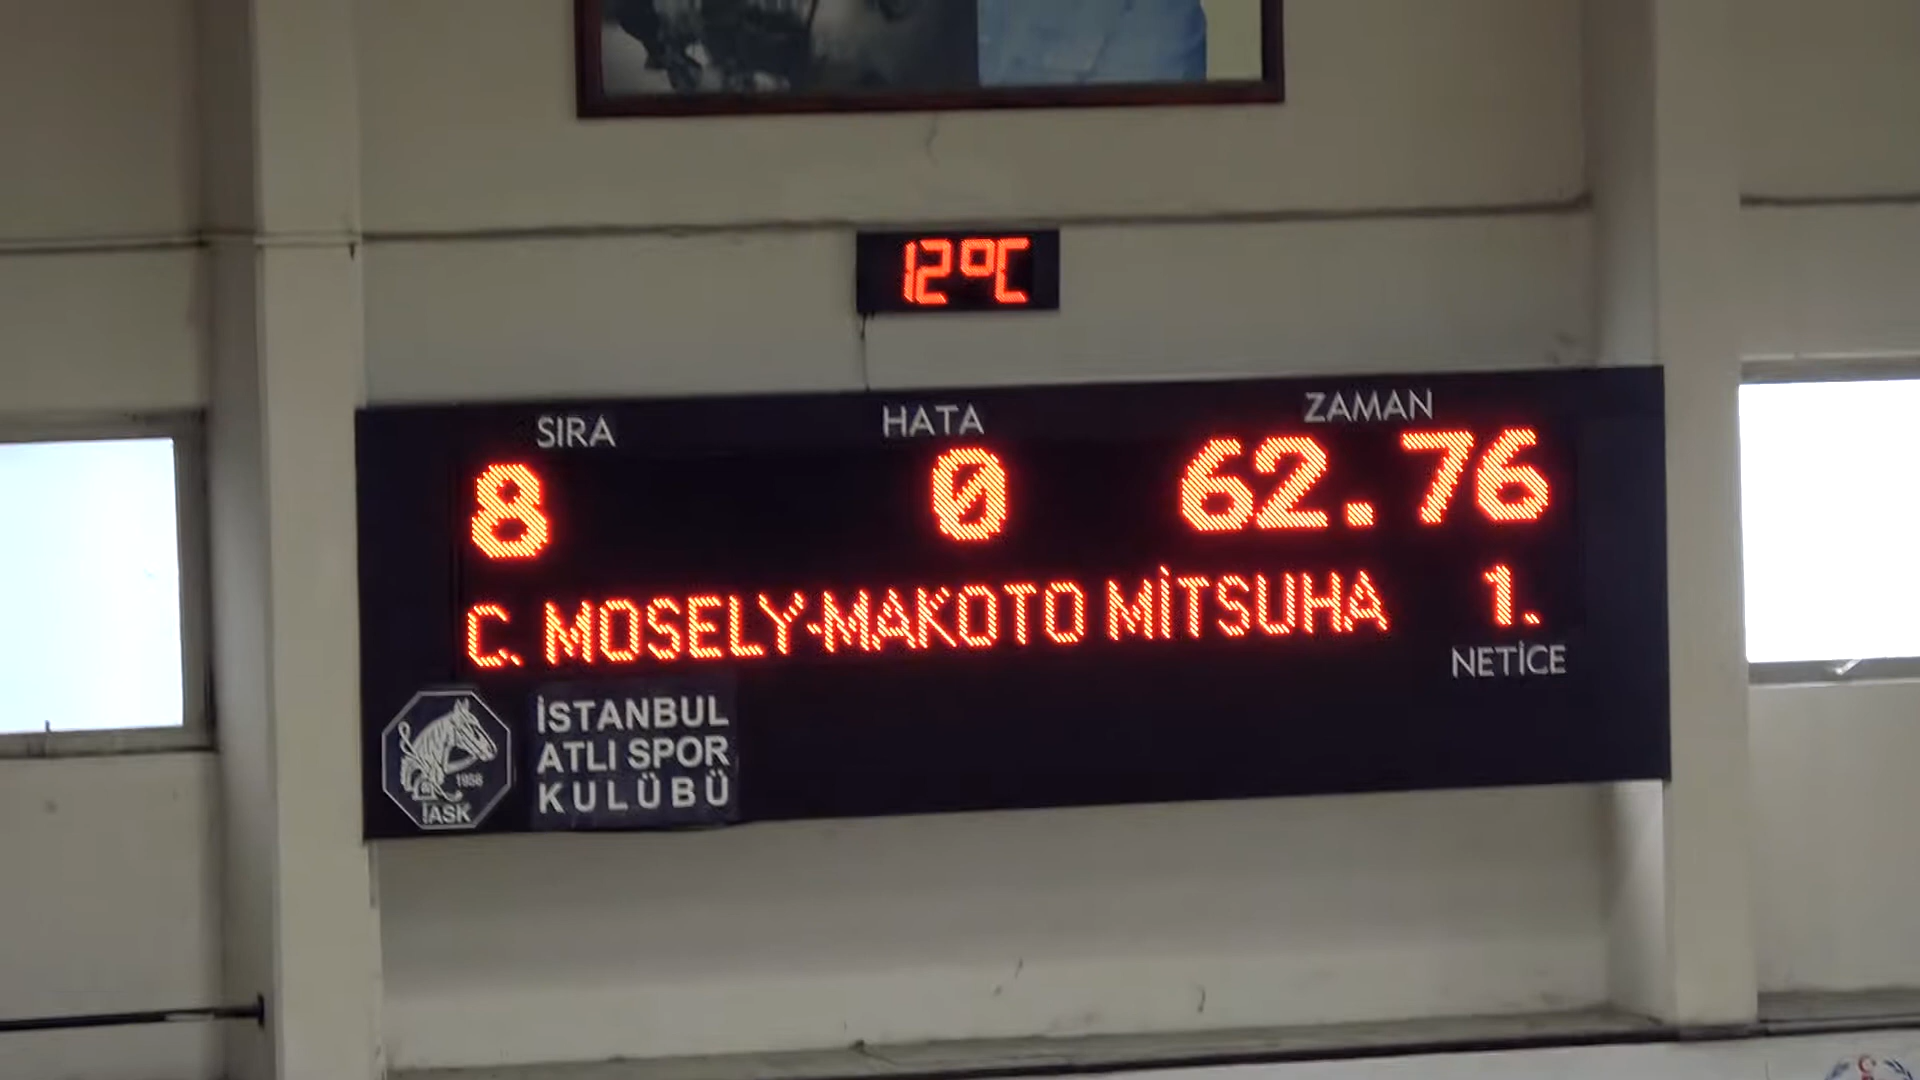 12°C
SIRA HATA ZAMAN
8 0 62.76
C. MOSELY-MAKOTO MİTSUHA 1.
NETİCE
İSTANBUL
ATLI SPOR
KULÜBÜ
1958
İASK